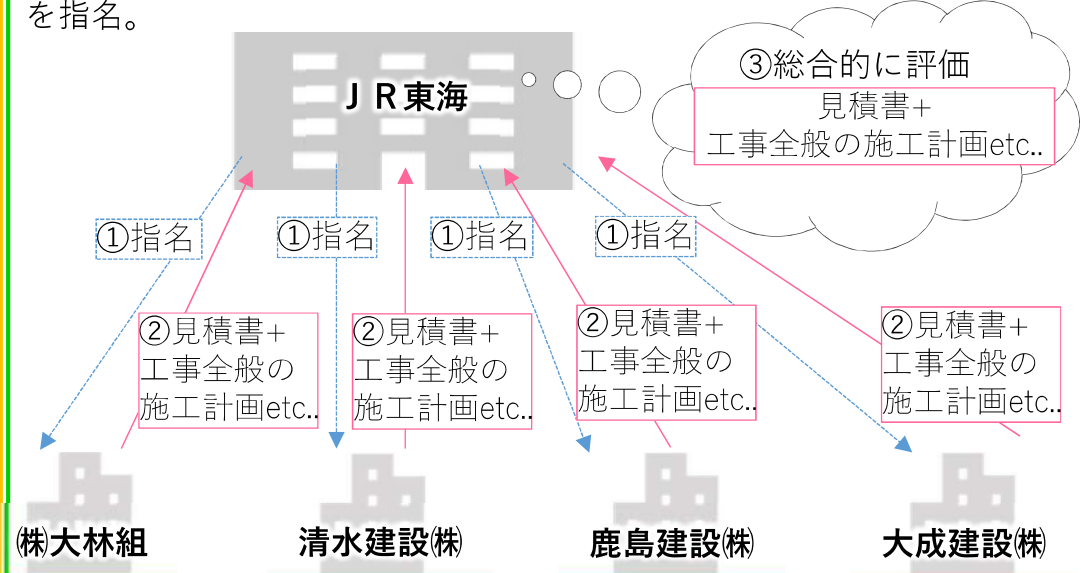 を指名。
③総合的に評価
見積書+
工事全般の施工計画etc..
ＪＲ東海
①指名
①指名
①指名
①指名
②見積書+
工事全般の
施工計画etc..
②見積書+
工事全般の
施工計画etc..
②見積書+
工事全般の
施工計画etc..
②見積書+
工事全般の
施工計画etc..
㈱大林組
清水建設㈱
鹿島建設㈱
大成建設㈱